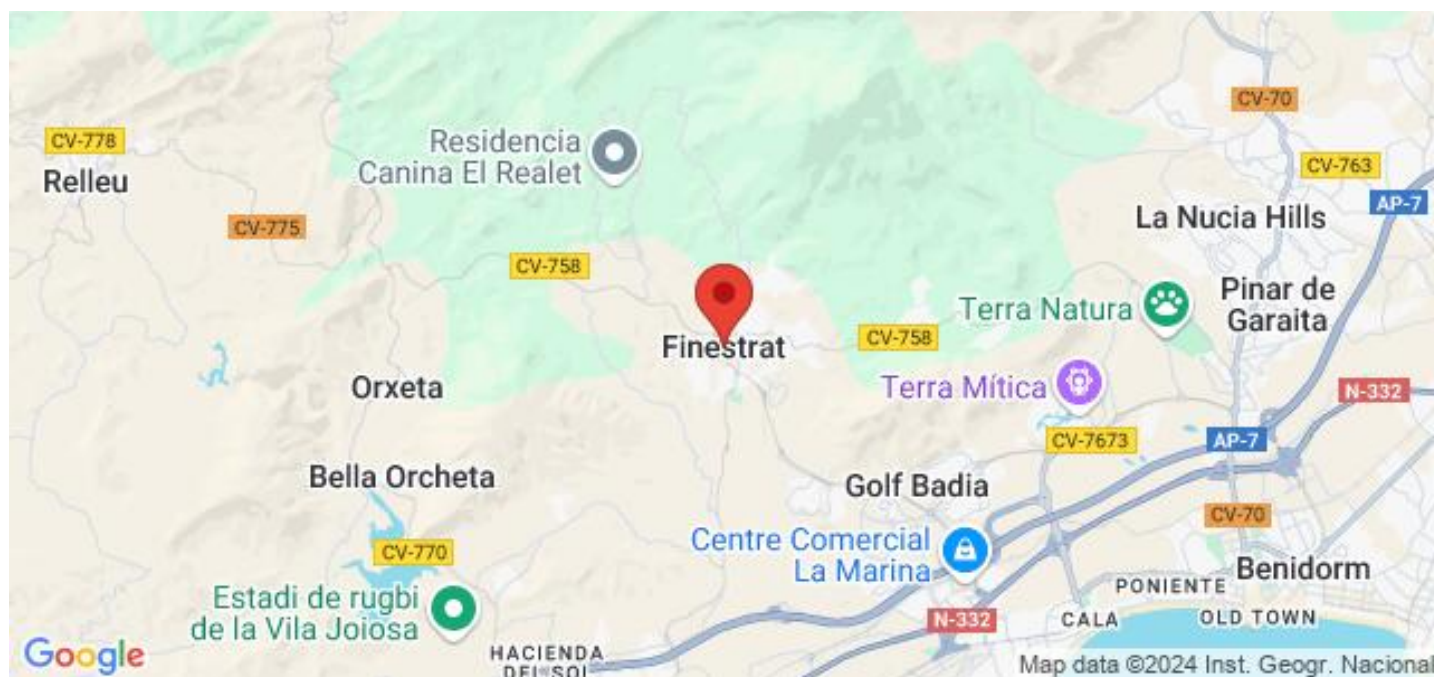 CV-70
CV-778
Residencia
Canina El Realet
CV-763
Relleu
AP-7
CV-775
La Nucia Hills
CV-758
Terra Natura
Pinar de
Garaita
CV-758
Finestrat
Orxeta
Terra Mítica
N-332
CV-7673
AP-7
Bella Orcheta
Golf Badia
CV-70
Centre Comercial
La Marina
CV-770
Benidorm
PONIENTE
Estadi de rugbi
de la Vila Joiosa
N-332
CALA
OLD TOWN
HACIENDA
DEL SOL
Google
Map data ©2024 Inst. Geogr. Nacional